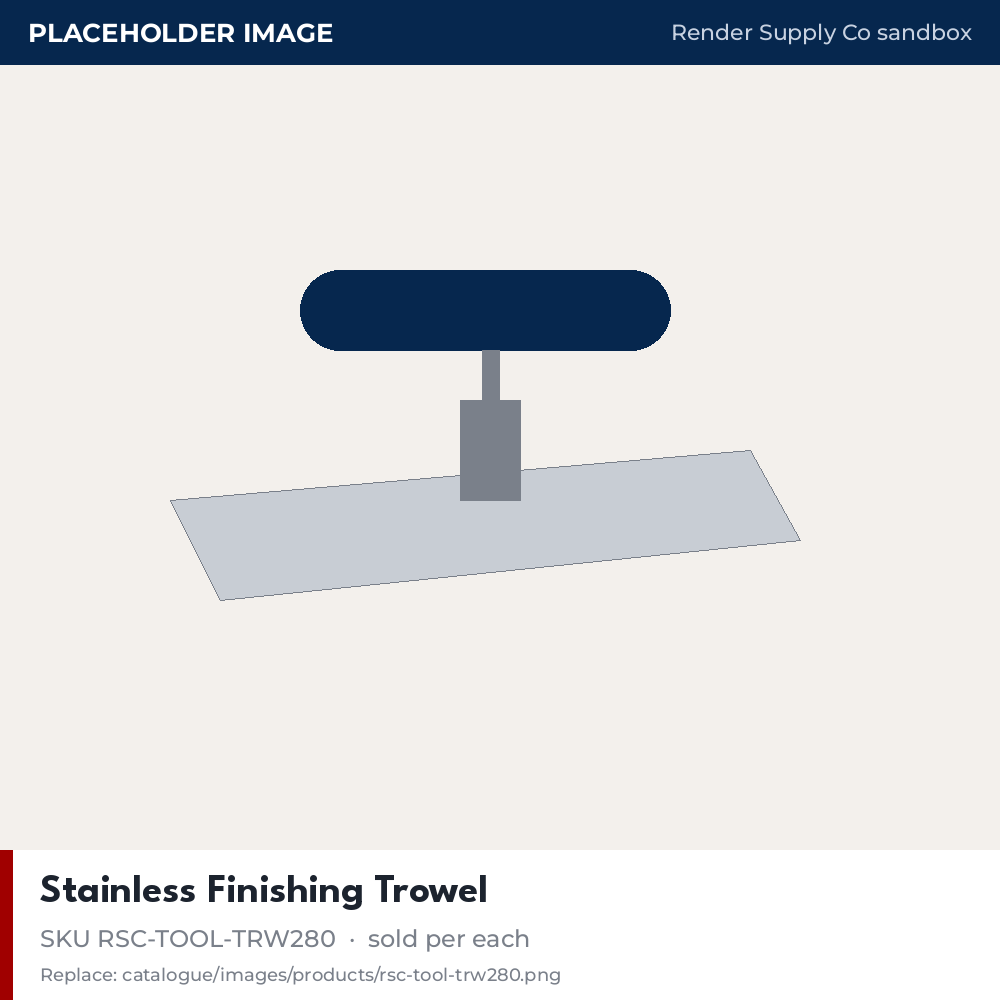 PLACEHOLDER IMAGE
Render Supply Co sandbox
Stainless Finishing Trowel
SKU RSC-TOOL-TRW280 · sold per each
Replace: catalogue/images/products/rsc-tool-trw280.png